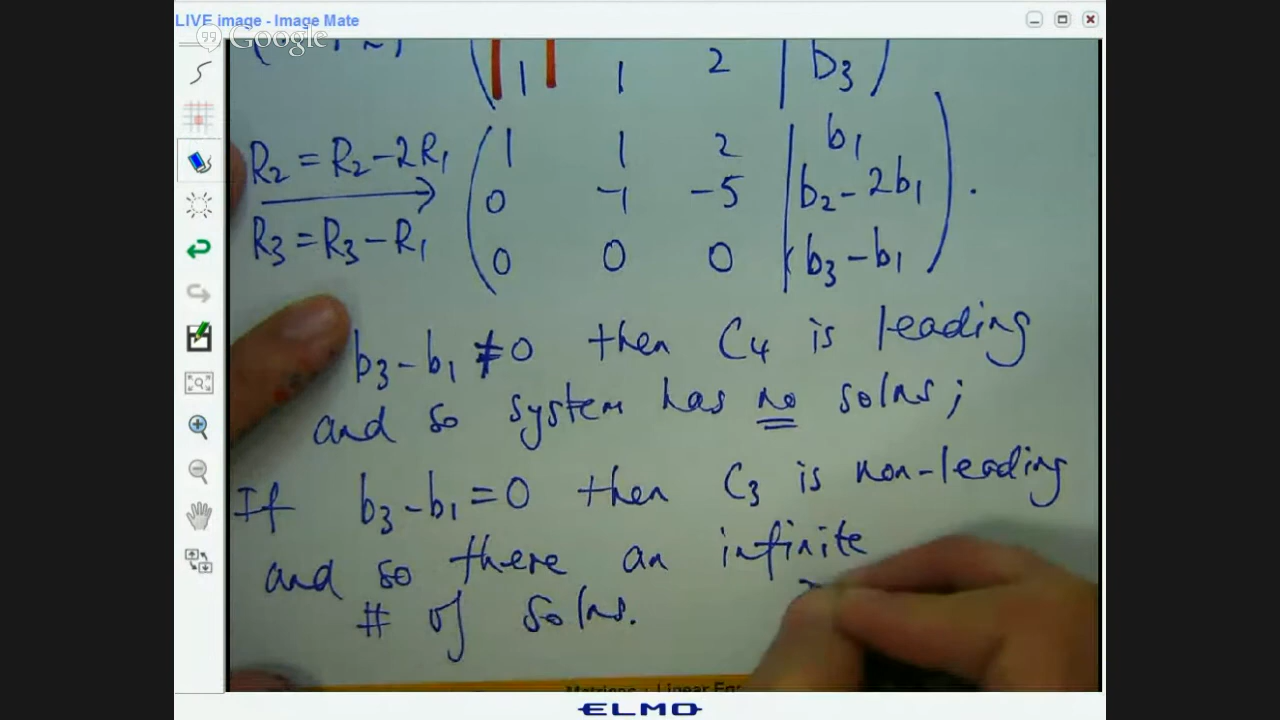 LIVE image - Image Mate
Google
1 1 2 | b3
R2 = R2 - 2R1
R3 = R3 - R1
1 1 2 | b1
0 -1 -5 | b2 - 2b1
0 0 0 | b3 - b1
b3 - b1 ≠ 0 then C4 is leading
and so system has no solns;
If b3 - b1 = 0 then C3 is non-leading
and so there an infinite
# of solns.
ELMO